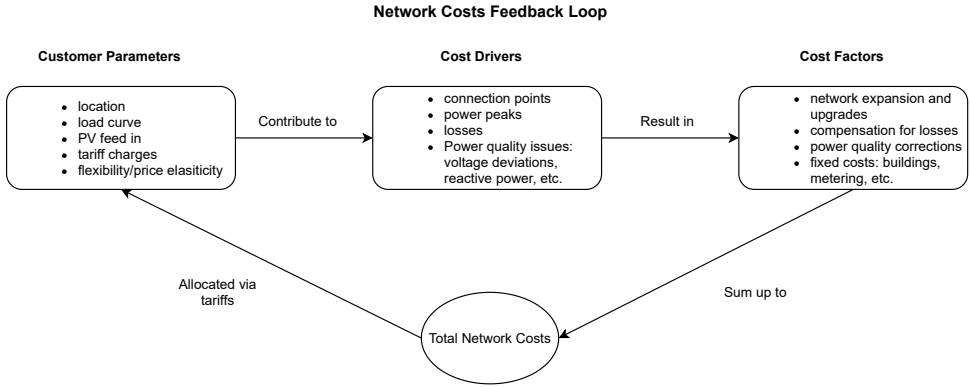 Network Costs Feedback Loop
Customer Parameters
location
load curve
PV feed in
tariff charges
flexibility/price elasiticity
Contribute to
Cost Drivers
connection points
power peaks
losses
Power quality issues:
voltage deviations,
reactive power, etc.
Result in
Cost Factors
network expansion and
upgrades
compensation for losses
power quality corrections
fixed costs: buildings,
metering, etc.
Sum up to
Total Network Costs
Allocated via
tariffs